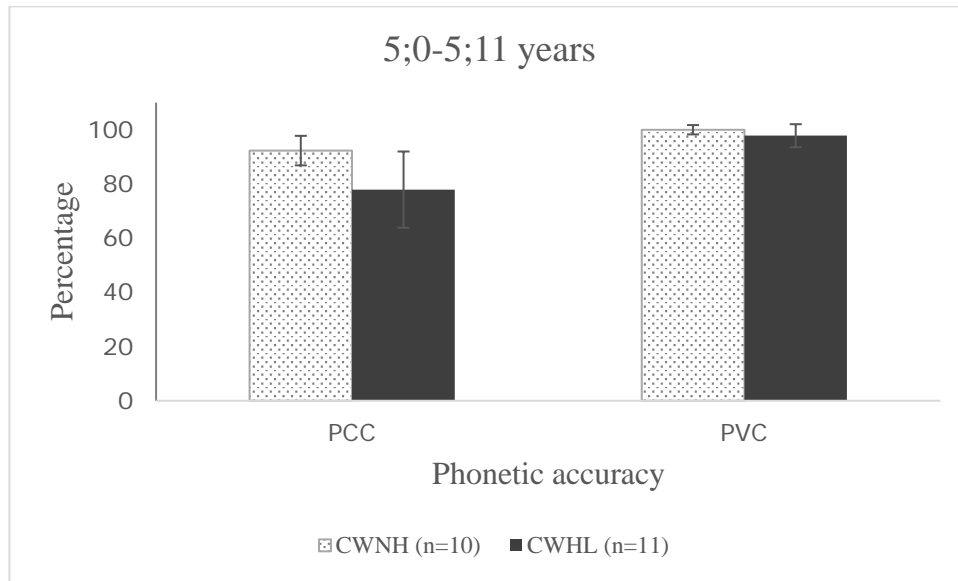 5;0-5;11 years
100
80
60
40
20
0
Percentage
PCC PVC
Phonetic accuracy
CWNH (n=10) CWHL (n=11)